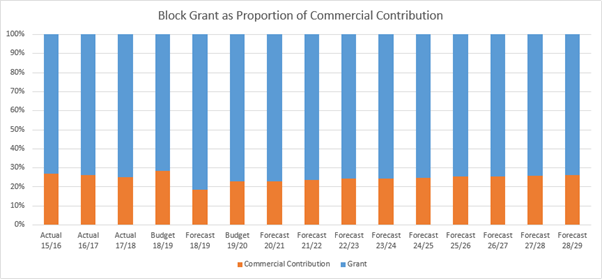 Block Grant as Proportion of Commercial Contribution
100%
90%
80%
70%
60%
50%
40%
30%
20%
10%
0%
Actual Actual Actual Budget Forecast Budget Forecast Forecast Forecast Forecast Forecast Forecast Forecast Forecast Forecast
15/16 16/17 17/18 18/19 18/19 19/20 20/21 21/22 22/23 23/24 24/25 25/26 26/27 27/28 28/29
Commercial Contribution Grant